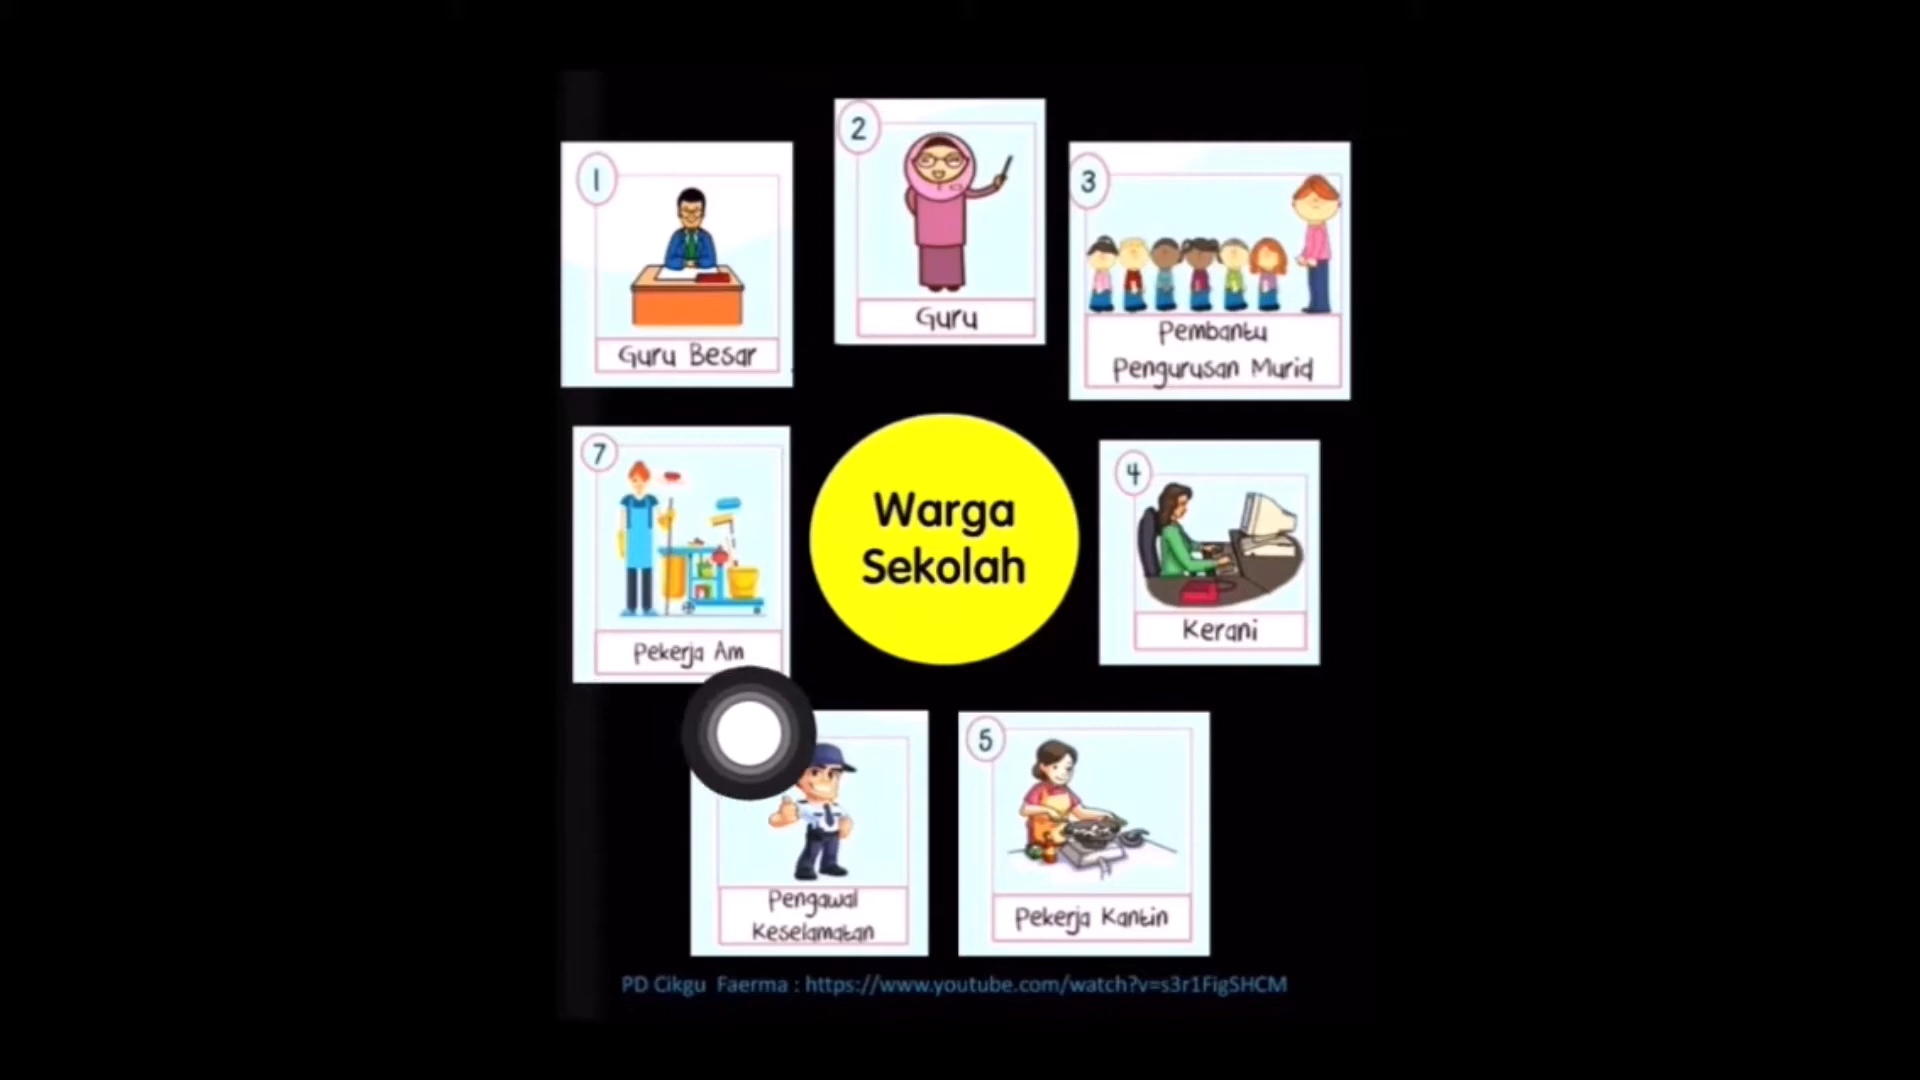 1
Guru Besar
2
Guru
3
Pembantu
Pengurusan Murid
7
Pekerja Am
Warga
Sekolah
4
Kerani
Pengawal
Keselamatan
5
Pekerja Kantin
PD Cikgu Faerma : https://www.youtube.com/watch?v=s3r1FigSHCM